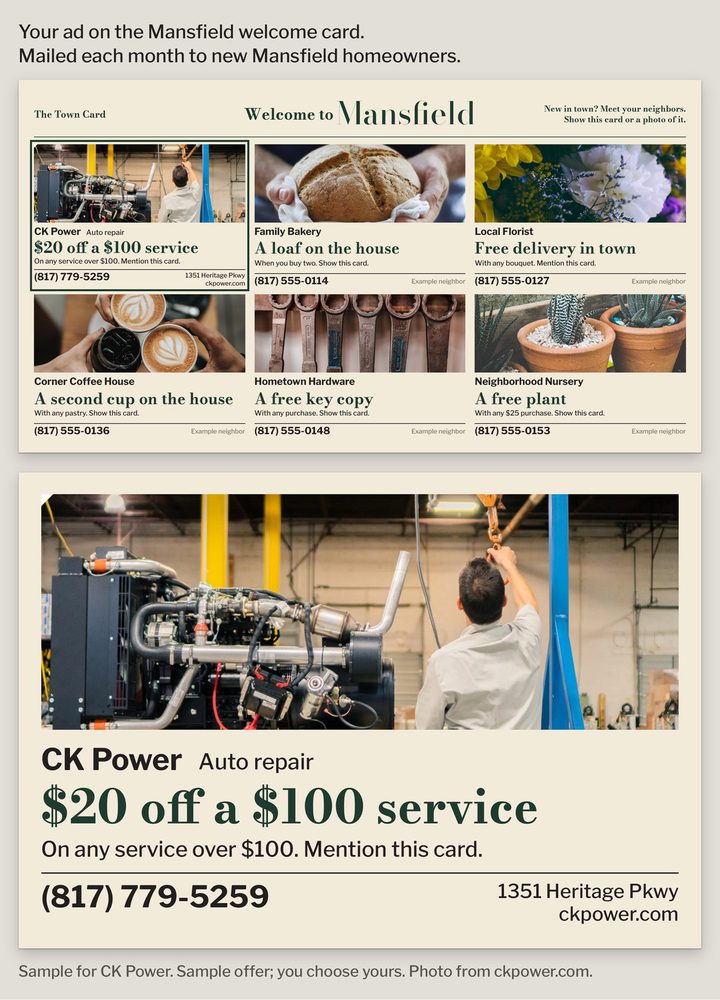 Your ad on the Mansfield welcome card.
Mailed each month to new Mansfield homeowners.
The Town Card
Welcome to Mansfield
New in town? Meet your neighbors.
Show this card or a photo of it.
CK Power Auto repair
$20 off a $100 service
On any service over $100. Mention this card.
(817) 779-5259
1351 Heritage Pkwy
ckpower.com
Family Bakery
A loaf on the house
When you buy two. Show this card.
(817) 555-0114
Example neighbor
Local Florist
Free delivery in town
With any bouquet. Mention this card.
(817) 555-0127
Example neighbor
Corner Coffee House
A second cup on the house
With any pastry. Show this card.
(817) 555-0136
Example neighbor
Hometown Hardware
A free key copy
With any purchase. Show this card.
(817) 555-0148
Example neighbor
Neighborhood Nursery
A free plant
With any $25 purchase. Show this card.
(817) 555-0153
Example neighbor
CK Power Auto repair
$20 off a $100 service
On any service over $100. Mention this card.
(817) 779-5259
1351 Heritage Pkwy
ckpower.com
Sample for CK Power. Sample offer; you choose yours. Photo from ckpower.com.